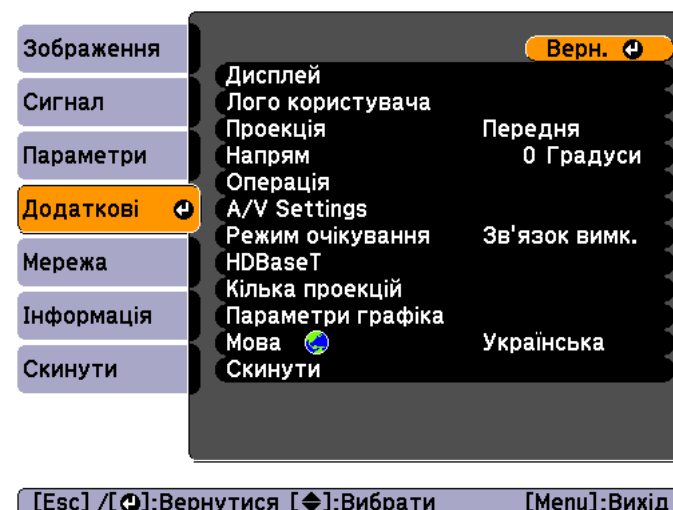 Зображення
Сигнал
Параметри
Додаткові
Мережа
Інформація
Скинути
Верн.
Дисплей
Лого користувача
Проекція Передня
Напрям 0 Градуси
Операція
A/V Settings
Режим очікування Зв'язок вимк.
HDBaseT
Кілька проекцій
Параметри графіка
Мова Українська
Скинути
[Esc] /[]:Вернутися []:Вибрати [Menu]:Вихід